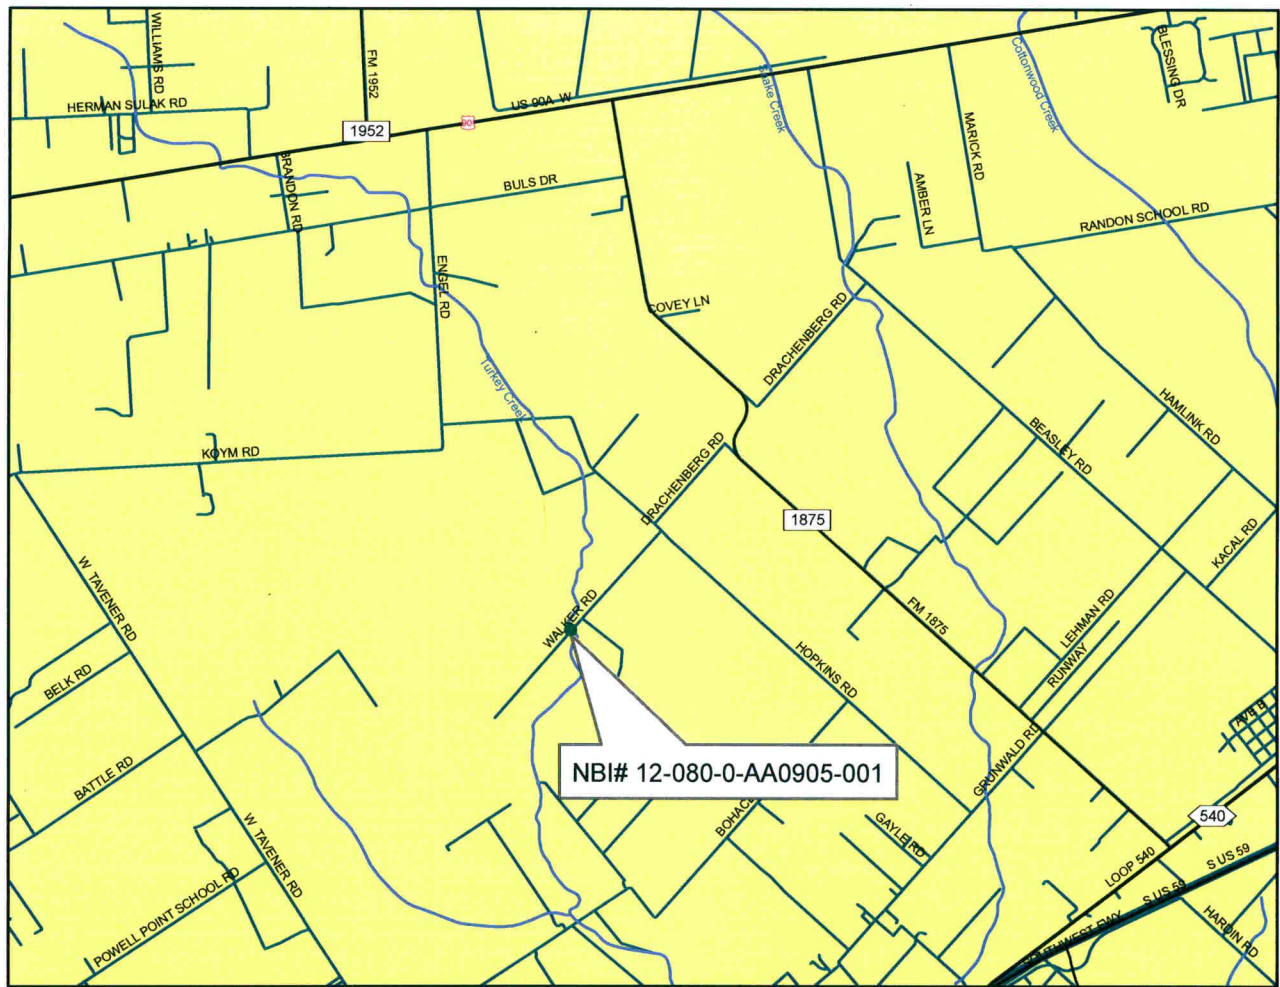 WILLIAMS RD
FM 1952
HERMAN SULAK RD
1952
US 90A W
90
Snake Creek
Cottonwood Creek
BLESSING DR
MARICK RD
AMBER LN
RANDON SCHOOL RD
BRANDON RD
BULS DR
ENGEL RD
COVEY LN
DRACHENBERG RD
Turkey Creek
HAMLINK RD
BEASLEY RD
KOYM RD
DRACHENBERG RD
1875
KACAL RD
W TAVENER RD
WALKER RD
FM 1875
LEHMAN RD
RUNWAY
HOPKINS RD
BELK RD
AVE B
GRUNWALD RD
NBI# 12-080-0-AA0905-001
BATTLE RD
540
W TAVENER RD
GAYLE RD
LOOP 540
S US 59
S US 59
HARDIN RD
POWELL POINT SCHOOL RD
SOUTHWEST FWY